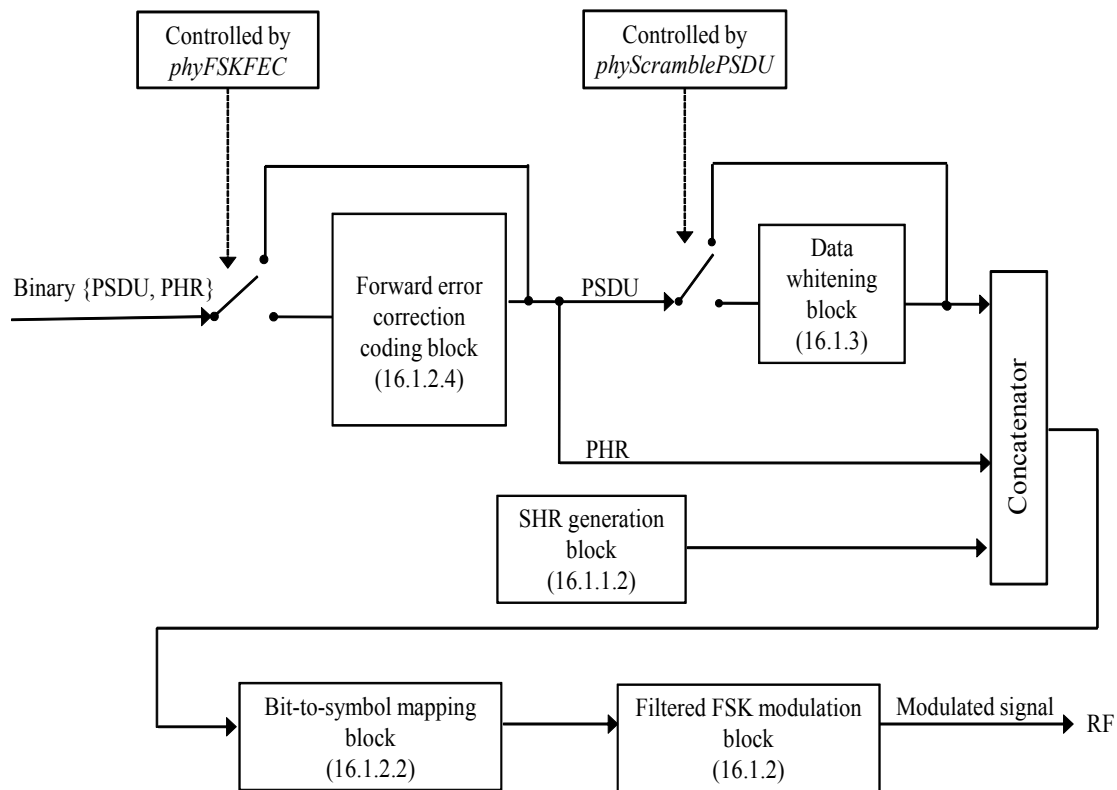 Controlled by
phyFSKFEC
Controlled by
phyScramblePSDU
Binary {PSDU, PHR}
Forward error
correction
coding block
(16.1.2.4)
PSDU
Data
whitening
block
(16.1.3)
Concatenator
PHR
SHR generation
block
(16.1.1.2)
Bit-to-symbol mapping
block
(16.1.2.2)
Filtered FSK modulation
block
(16.1.2)
Modulated signal
RF